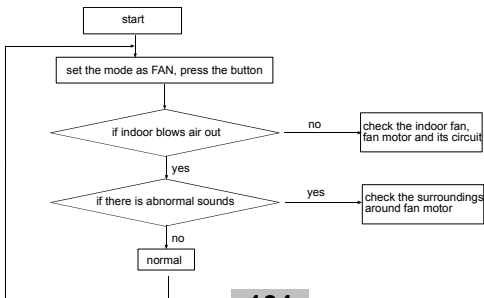 start
set the mode as FAN, press the button
if indoor blows air out
no
check the indoor fan,
fan motor and its circuit
yes
if there is abnormal sounds
yes
check the surroundings
around fan motor
no
normal